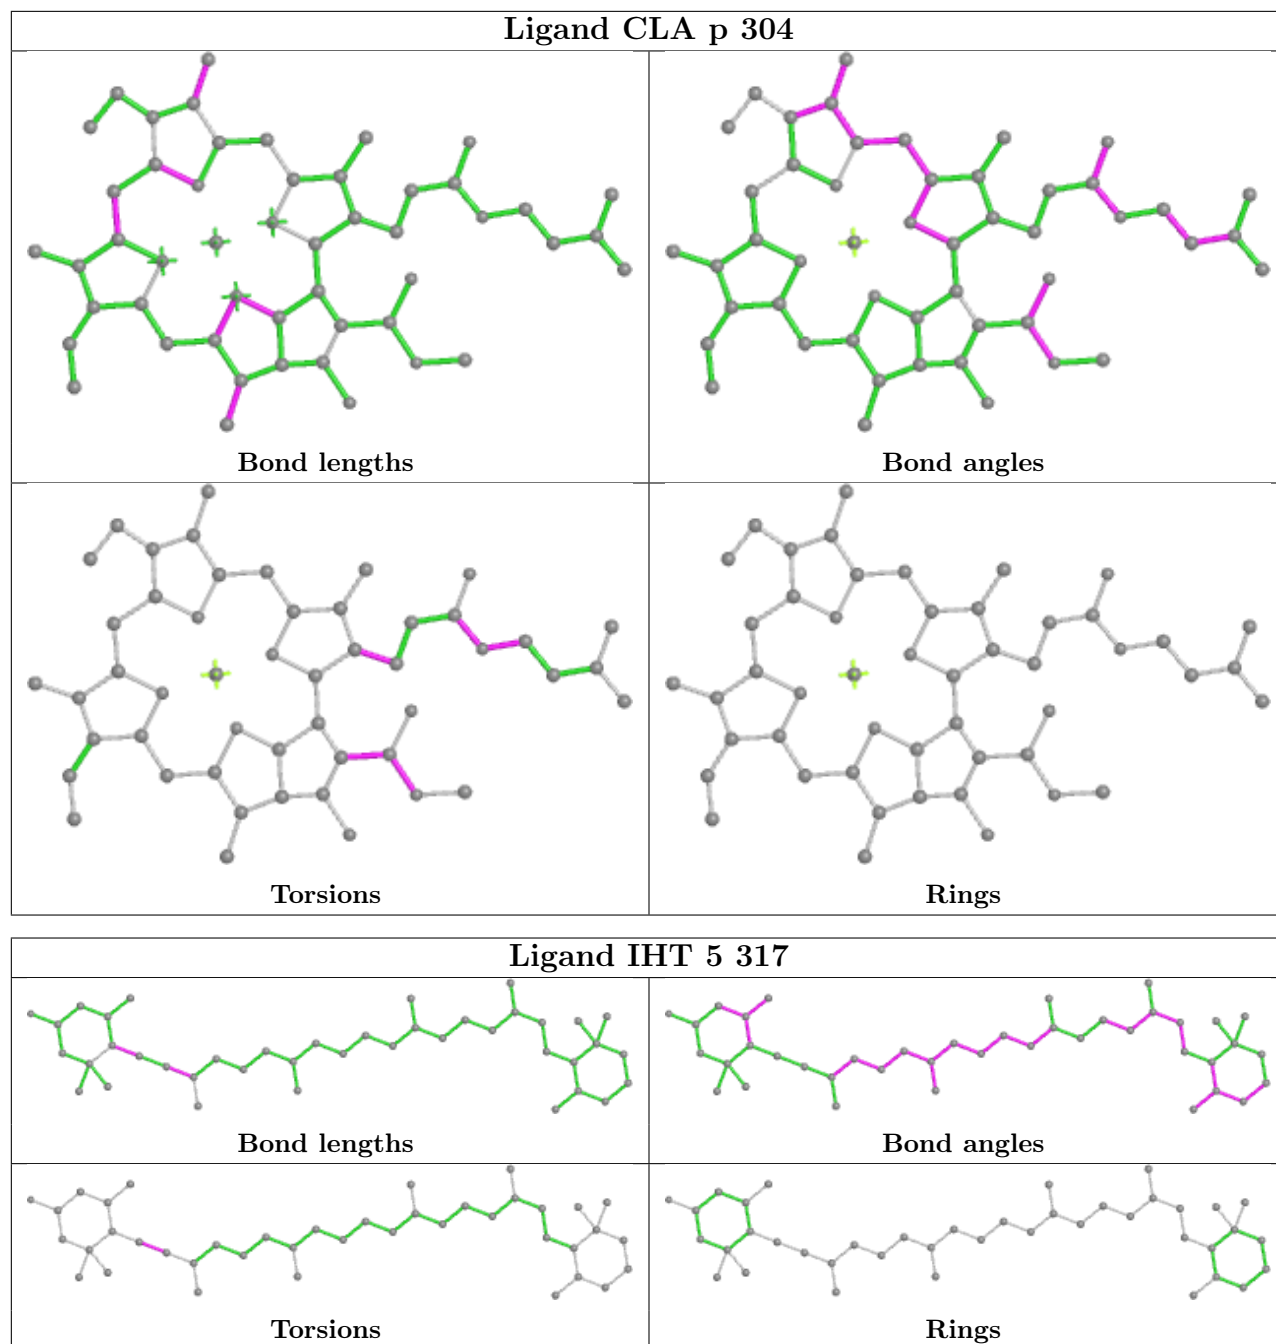 Ligand CLA p 304
Bond lengths
Bond angles
Torsions
Rings
Ligand IHT 5 317
Bond lengths
Bond angles
Torsions
Rings